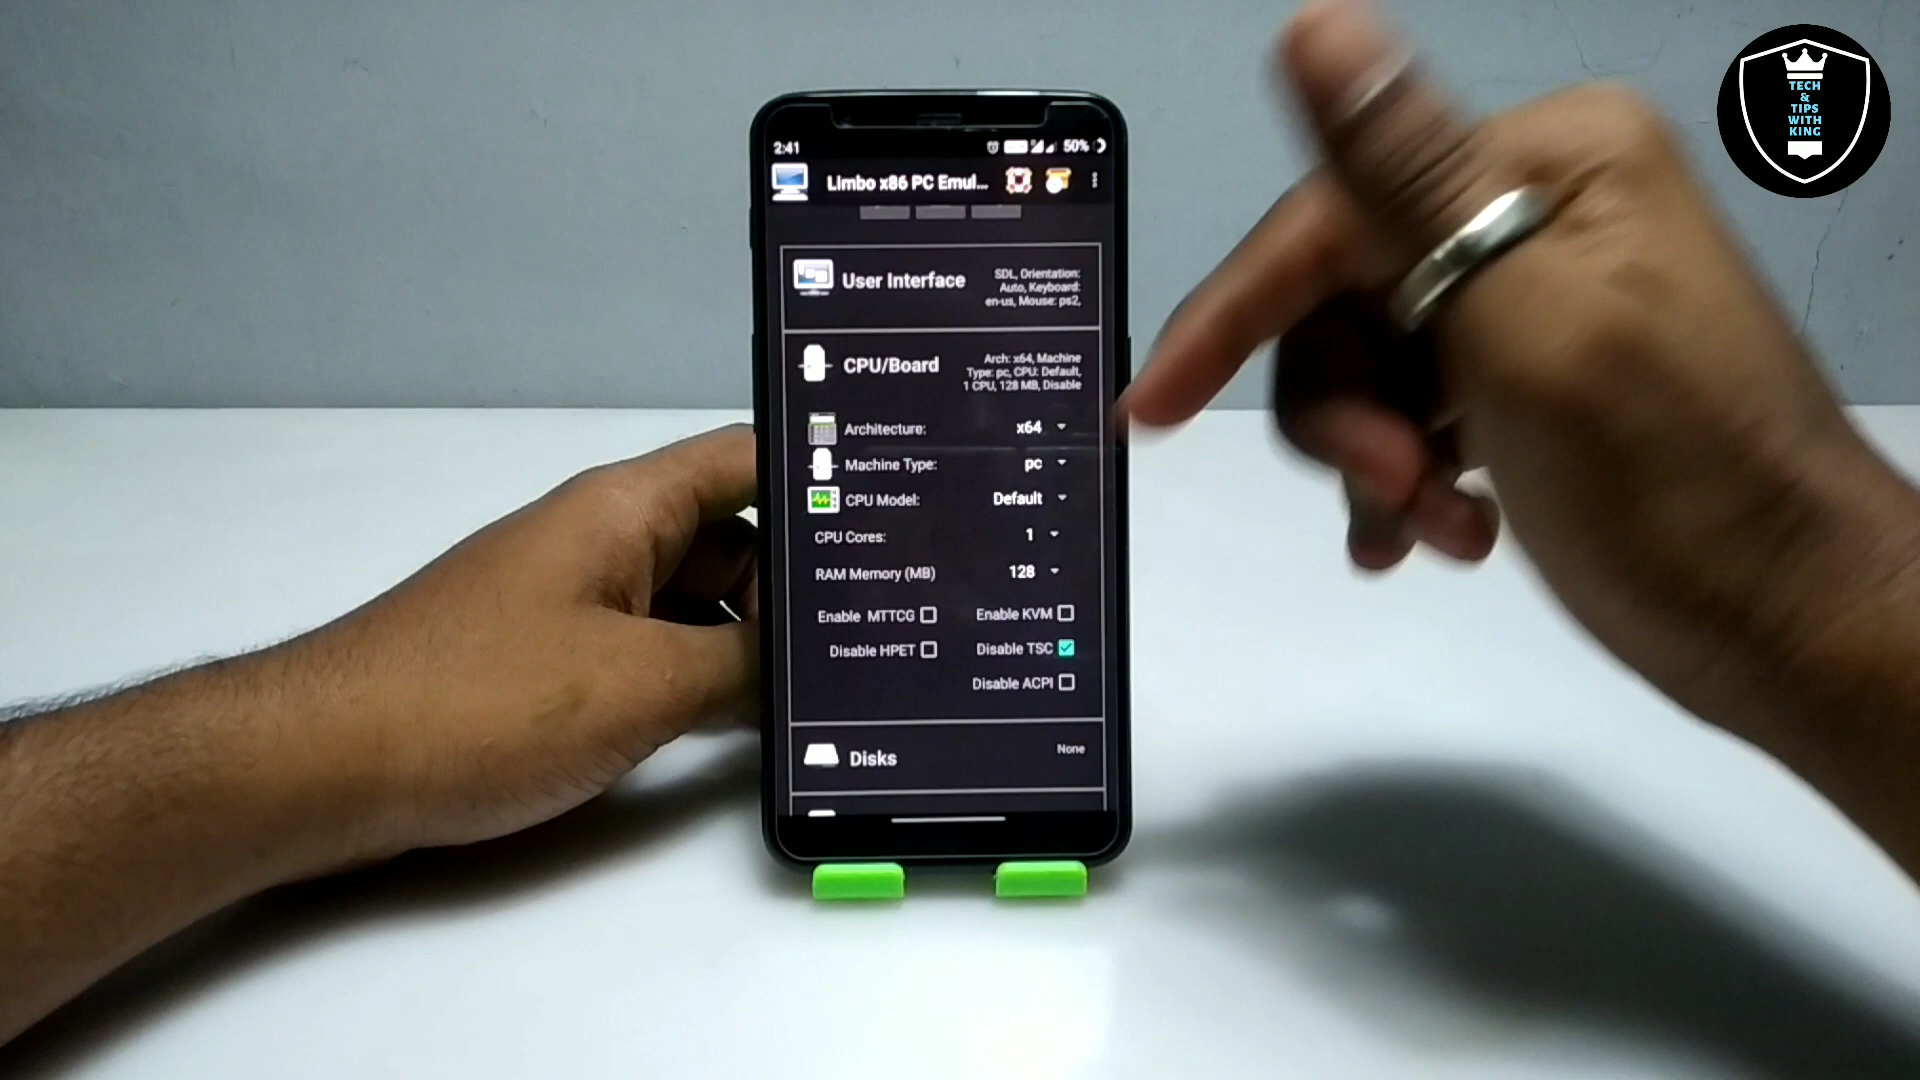 TECH
&
TIPS
WITH
KING
2:41
50%
Limbo x86 PC Emul...
User Interface
SDL, Orientation:
Auto, Keyboard:
en-us, Mouse: ps2,
CPU/Board
Arch: x64, Machine
Type: pc, CPU: Default,
1 CPU, 128 MB, Disable
Architecture: x64
Machine Type: pc
CPU Model: Default
CPU Cores: 1
RAM Memory (MB) 128
Enable MTTCG Enable KVM
Disable HPET Disable TSC
Disable ACPI
Disks None